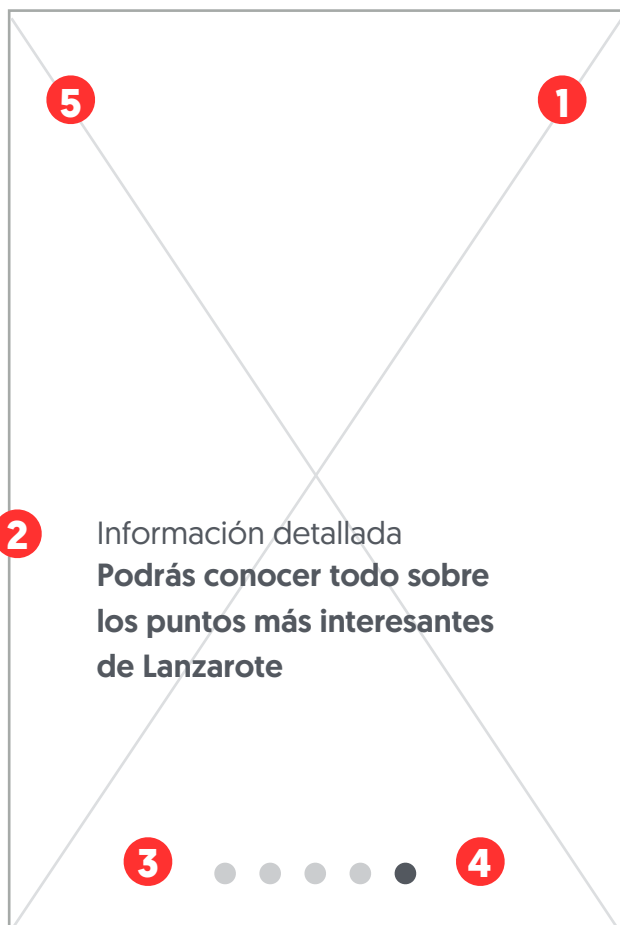 5
1
2
Información detallada
Podrás conocer todo sobre
los puntos más interesantes
de Lanzarote
3
4